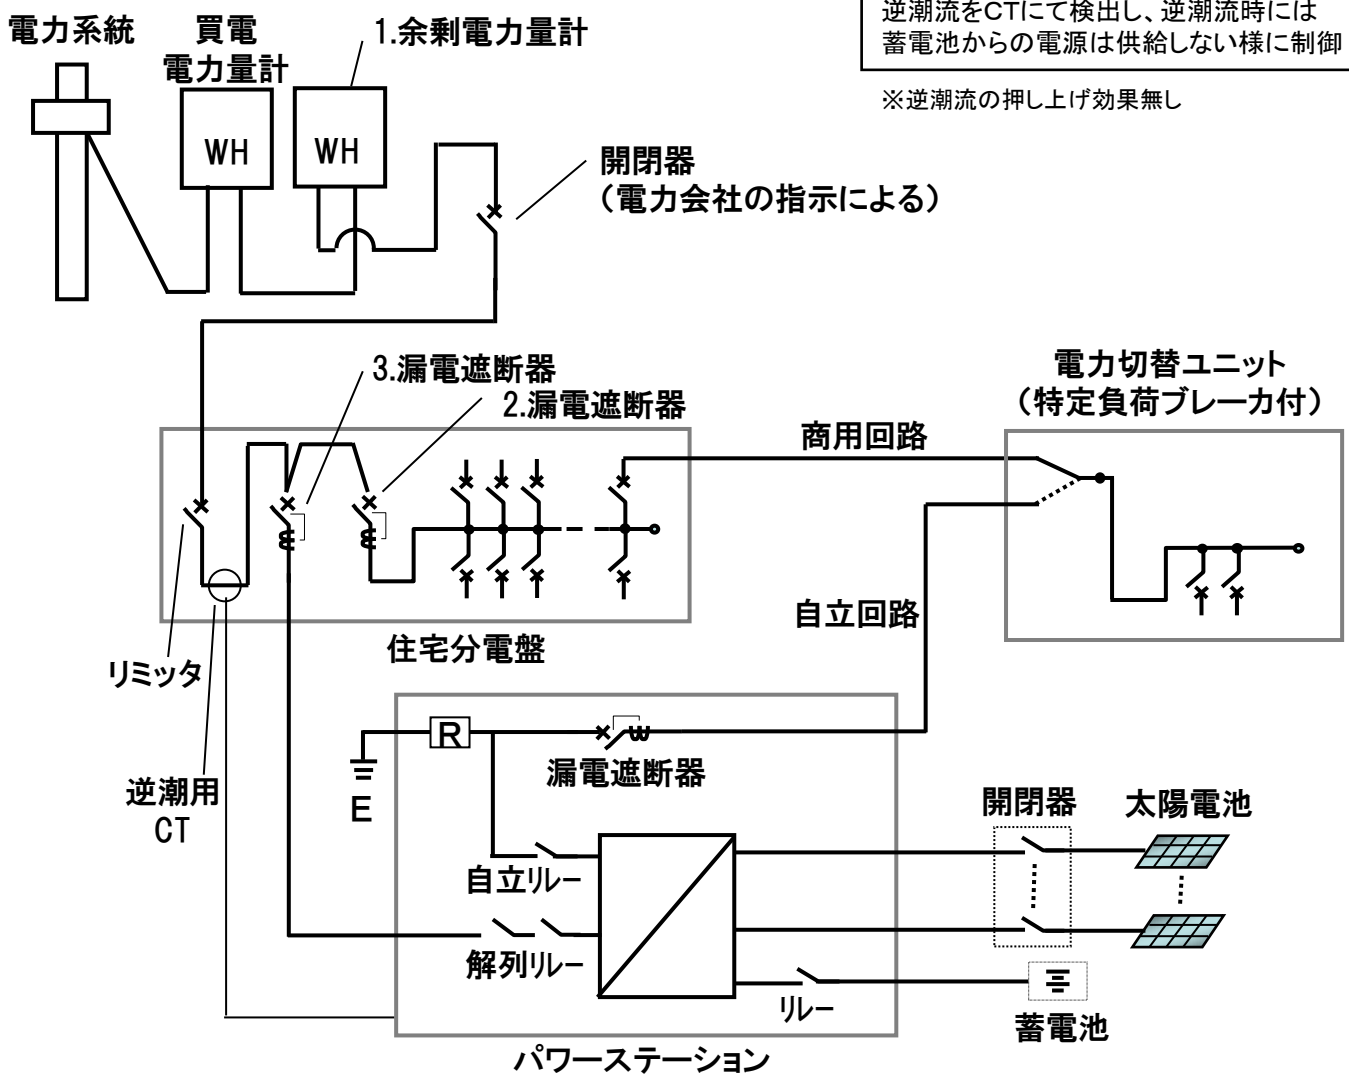 逆潮流をCTにて検出し、逆潮流時には
蓄電池からの電源は供給しない様に制御
※逆潮流の押し上げ効果無し
電力系統
買電
電力量計
1.余剰電力量計
WH
WH
開閉器
（電力会社の指示による）
3.漏電遮断器
2.漏電遮断器
電力切替ユニット
（特定負荷ブレーカ付）
商用回路
自立回路
住宅分電盤
リミッタ
逆潮用
CT
R
E
漏電遮断器
開閉器
太陽電池
自立リレー
解列リレー
リレー
蓄電池
パワーステーション